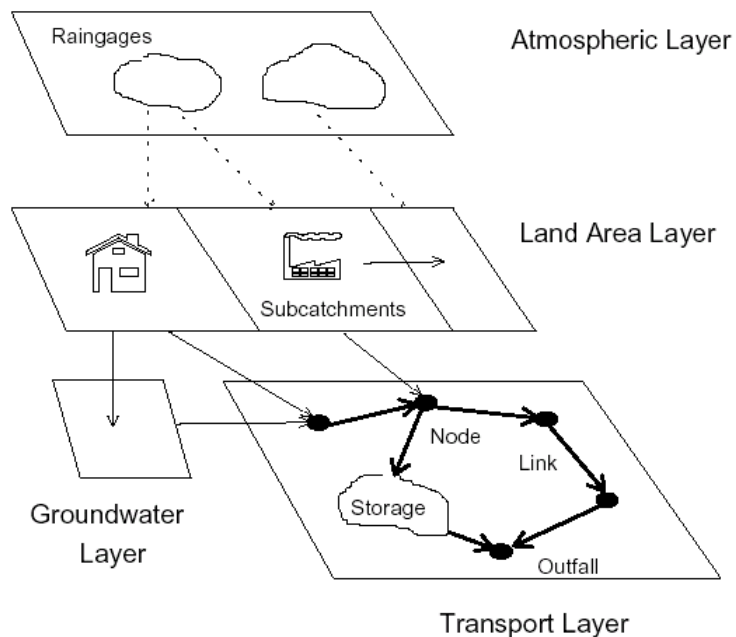 Raingages
Atmospheric Layer
Land Area Layer
Subcatchments
Node
Link
Storage
Groundwater
Layer
Outfall
Transport Layer